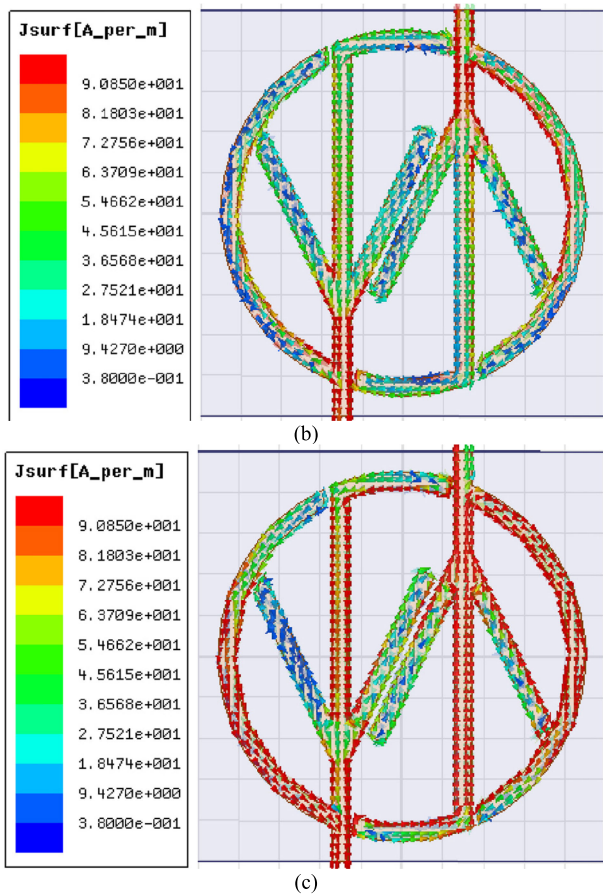 Jsurf[A_per_m]
9.0850e+001
8.1803e+001
7.2756e+001
6.3709e+001
5.4662e+001
4.5615e+001
3.6568e+001
2.7521e+001
1.8474e+001
9.4270e+000
3.8000e-001
(b)
Jsurf[A_per_m]
9.0850e+001
8.1803e+001
7.2756e+001
6.3709e+001
5.4662e+001
4.5615e+001
3.6568e+001
2.7521e+001
1.8474e+001
9.4270e+000
3.8000e-001
(c)